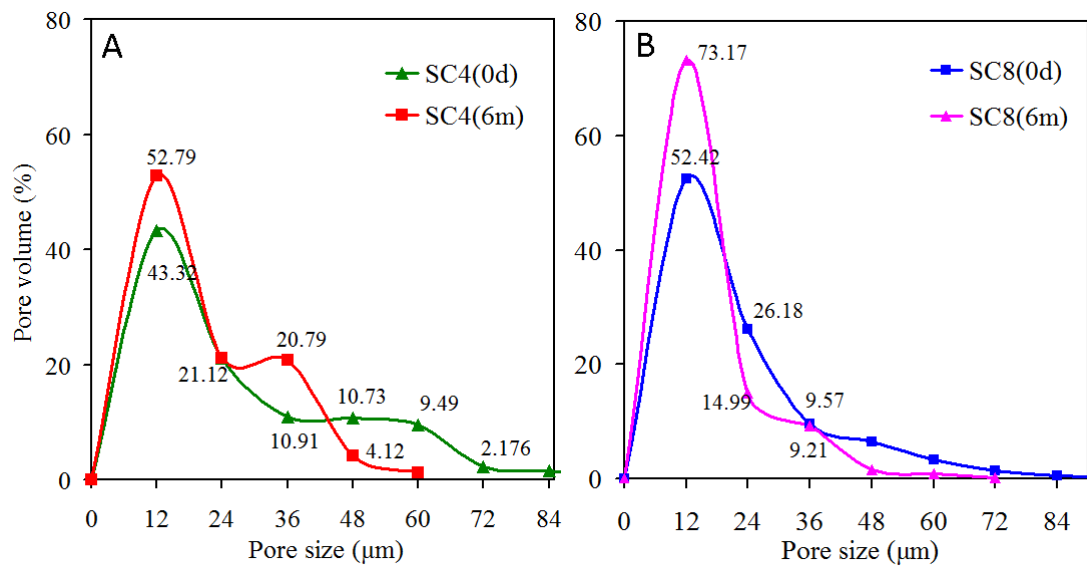 A
80
60
40
20
0
Pore volume (%)
SC4(0d)
SC4(6m)
52.79
43.32
21.12
20.79
10.91
10.73
4.12
9.49
2.176
0 12 24 36 48 60 72 84
Pore size (μm)
B
80
60
40
20
0
SC8(0d)
SC8(6m)
73.17
52.42
26.18
14.99
9.57
9.21
0 12 24 36 48 60 72 84
Pore size (μm)